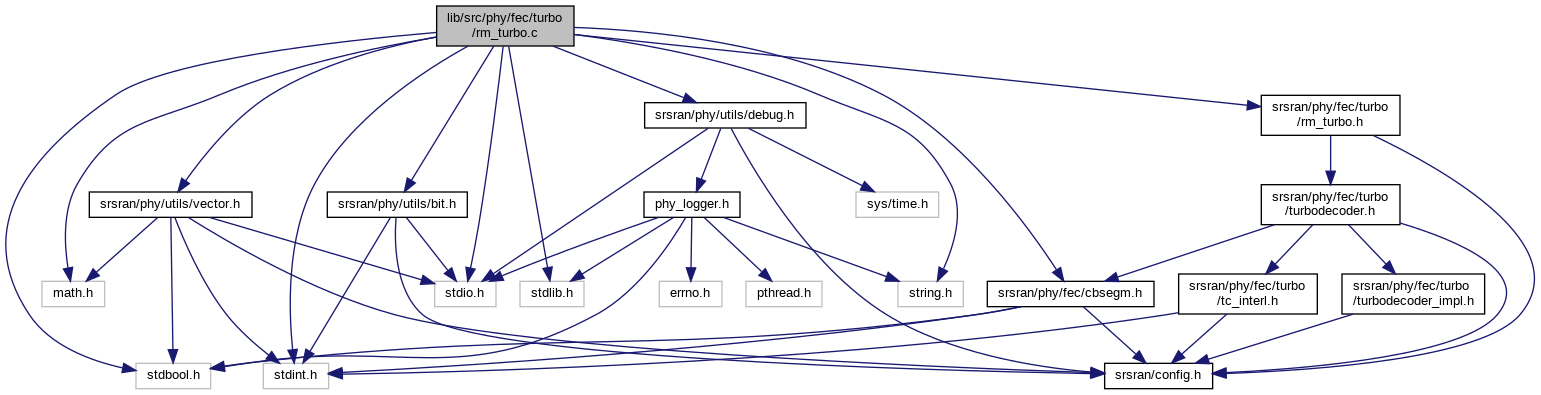 lib/src/phy/fec/turbo
/rm_turbo.c
srsran/phy/utils/debug.h
srsran/phy/fec/turbo
/rm_turbo.h
srsran/phy/utils/vector.h
srsran/phy/utils/bit.h
phy_logger.h
sys/time.h
srsran/phy/fec/turbo
/turbodecoder.h
math.h
stdio.h
stdlib.h
errno.h
pthread.h
string.h
srsran/phy/fec/cbsegm.h
srsran/phy/fec/turbo
/tc_interl.h
srsran/phy/fec/turbo
/turbodecoder_impl.h
stdbool.h
stdint.h
srsran/config.h